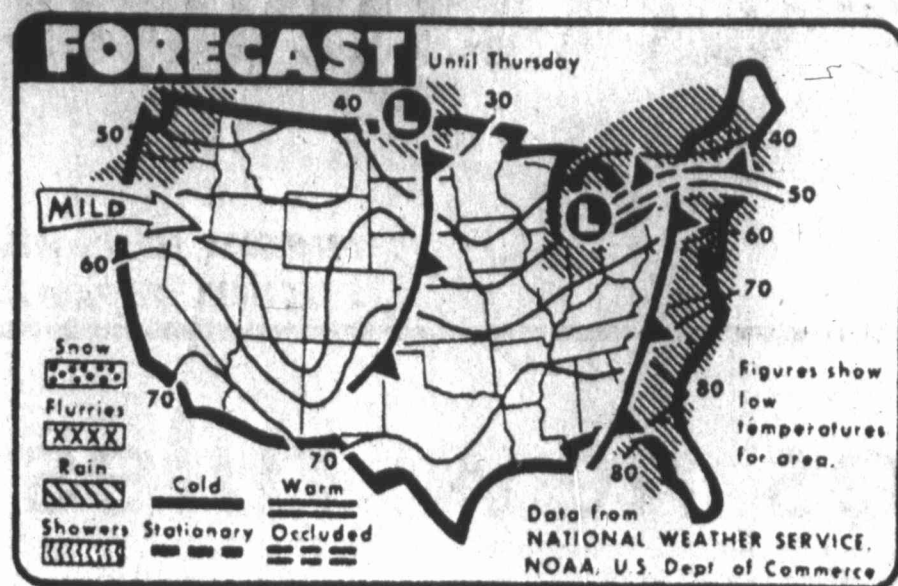 FORECAST
Until Thursday
40
L
30
50
40
MILD
L
50
60
60
70
Snow
Flurries
XXXX
Rain
Showers
70
70
80
80
Figures show
low
temperatures
for area.
Cold
Warm
Stationary
Occluded
Data from
NATIONAL WEATHER SERVICE,
NOAA, U.S. Dept of Commerce